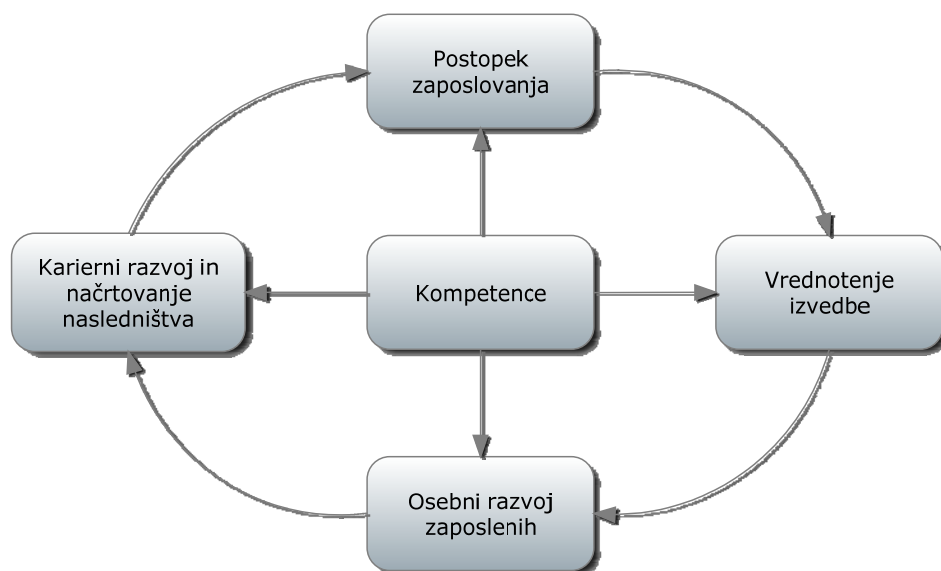 Postopek
zaposlovanja
Karierni razvoj in
načrtovanje
nasledništva
Kompetence
Vrednotenje
izvedbe
Osebni razvoj
zaposlenih